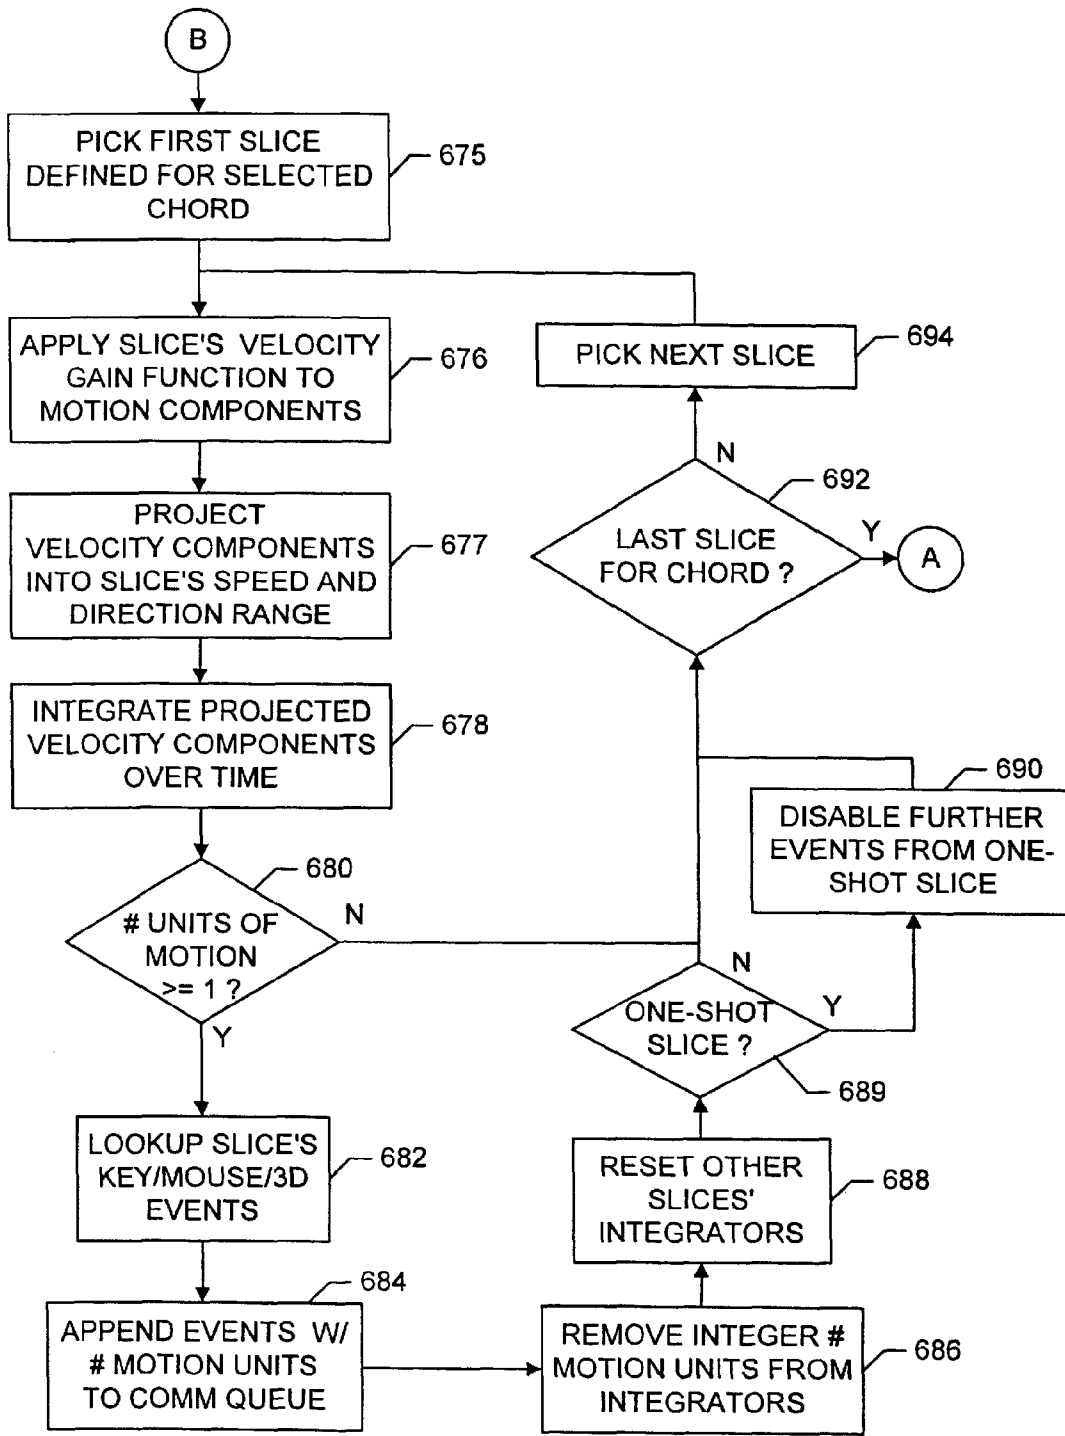 B
PICK FIRST SLICE
DEFINED FOR SELECTED
CHORD
675
APPLY SLICE'S VELOCITY
GAIN FUNCTION TO
MOTION COMPONENTS
676
PROJECT
VELOCITY COMPONENTS
INTO SLICE'S SPEED AND
DIRECTION RANGE
677
INTEGRATE PROJECTED
VELOCITY COMPONENTS
OVER TIME
678
# UNITS OF
MOTION
>= 1 ?
680
N
Y
LOOKUP SLICE'S
KEY/MOUSE/3D
EVENTS
682
APPEND EVENTS W/
# MOTION UNITS
TO COMM QUEUE
684
REMOVE INTEGER #
MOTION UNITS FROM
INTEGRATORS
686
RESET OTHER
SLICES'
INTEGRATORS
688
ONE-SHOT
SLICE ?
689
N
Y
DISABLE FURTHER
EVENTS FROM ONE-
SHOT SLICE
690
LAST SLICE
FOR CHORD ?
692
N
Y
A
PICK NEXT SLICE
694